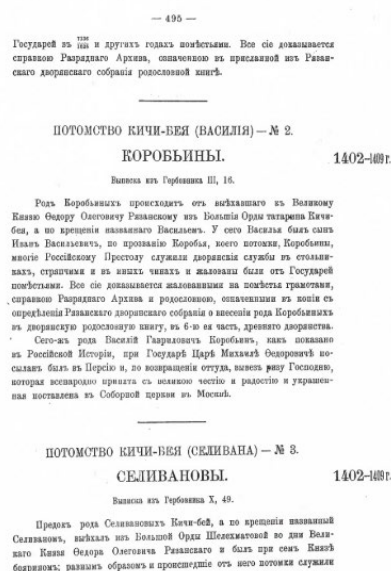 — 495 —
Государей въ 7136/1628 и другихъ годахъ помѣстьями. Все сіе доказывается
справкою Разряднаго Архива, означенною въ присланной изъ Рязан-
скаго дворянскаго собранія родословной книгѣ.
ПОТОМСТВО КИЧИ-БЕЯ (ВАСИЛІЯ) — № 2.
КОРОБЬИНЫ.
1402—1409 г.
Выписка изъ Гербовника III, 16.
Родъ Коробьиныхъ происходитъ отъ выѣхавшаго къ Великому
Князю Ѳедору Олеговичу Рязанскому изъ Большія Орды татарина Кичи-
бея, а по крещеніи названнаго Васильемъ. У сего Василья былъ сынъ
Иванъ Васильевичъ, по прозванію Коробья, коего потомки, Коробьины,
многіе Россійскому Престолу служили дворянскія службы въ стольни-
кахъ, стряпчими и въ иныхъ чинахъ и жалованы были отъ Государей
помѣстьями. Все сіе доказывается жалованными на помѣстья грамотами,
справкою Разряднаго Архива и родословною, означенными въ копіи съ
опредѣленія Рязанскаго дворянскаго собранія о внесеніи рода Коробьиныхъ
въ дворянскую родословную книгу, въ 6-ю ея часть, древняго дворянства.
Сего-жъ рода Василій Гавриловичъ Коробьинъ, какъ показано
въ Россійской Исторіи, при Государѣ Царѣ Михаилѣ Ѳедоровичѣ по-
сыланъ былъ въ Персію и, по возвращеніи оттуда, вывезъ ризу Господню,
которая всенародно принята съ великою честію и радостію и украшен-
ная поставлена въ Соборной церкви въ Москвѣ.
ПОТОМСТВО КИЧИ-БЕЯ (СЕЛИВАНА) — № 3.
СЕЛИВАНОВЫ.
1402—1409 г.
Выписка изъ Гербовника X, 49.
Предокъ рода Селивановыхъ Кичи-бей, а по крещеніи названный
Селиваномъ, выѣхалъ изъ Большой Орды Шелехматовой во дни Вели-
каго Князя Ѳедора Олеговича Рязанскаго и былъ при семъ Князѣ
бояриномъ; равнымъ образомъ и происшедшіе отъ него потомки служили